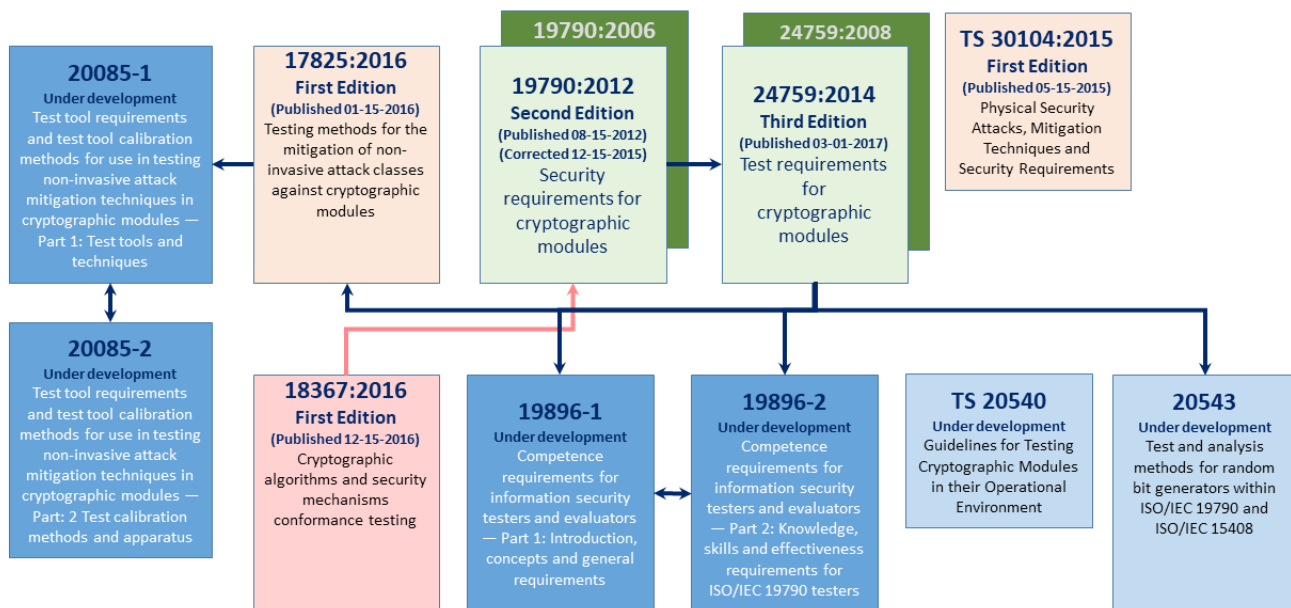 20085-1
Under development
Test tool requirements
and test tool calibration
methods for use in testing
non-invasive attack
mitigation techniques in
cryptographic modules —
Part 1: Test tools and
techniques
17825:2016
First Edition
(Published 01-15-2016)
Testing methods for the
mitigation of non-
invasive attack classes
against cryptographic
modules
19790:2006
19790:2012
Second Edition
(Published 08-15-2012)
(Corrected 12-15-2015)
Security
requirements for
cryptographic
modules
24759:2008
24759:2014
Third Edition
(Published 03-01-2017)
Test requirements
for
cryptographic
modules
TS 30104:2015
First Edition
(Published 05-15-2015)
Physical Security
Attacks, Mitigation
Techniques and
Security Requirements
20085-2
Under development
Test tool requirements
and test tool calibration
methods for use in testing
non-invasive attack
mitigation techniques in
cryptographic modules —
Part: 2 Test calibration
methods and apparatus
18367:2016
First Edition
(Published 12-15-2016)
Cryptographic
algorithms and security
mechanisms
conformance testing
19896-1
Under development
Competence
requirements for
information security
testers and evaluators
— Part 1: Introduction,
concepts and general
requirements
19896-2
Under development
Competence
requirements for
information security
testers and evaluators
— Part 2: Knowledge,
skills and effectiveness
requirements for
ISO/IEC 19790 testers
TS 20540
Under development
Guidelines for Testing
Cryptographic Modules
in their Operational
Environment
20543
Under development
Test and analysis
methods for random
bit generators within
ISO/IEC 19790 and
ISO/IEC 15408